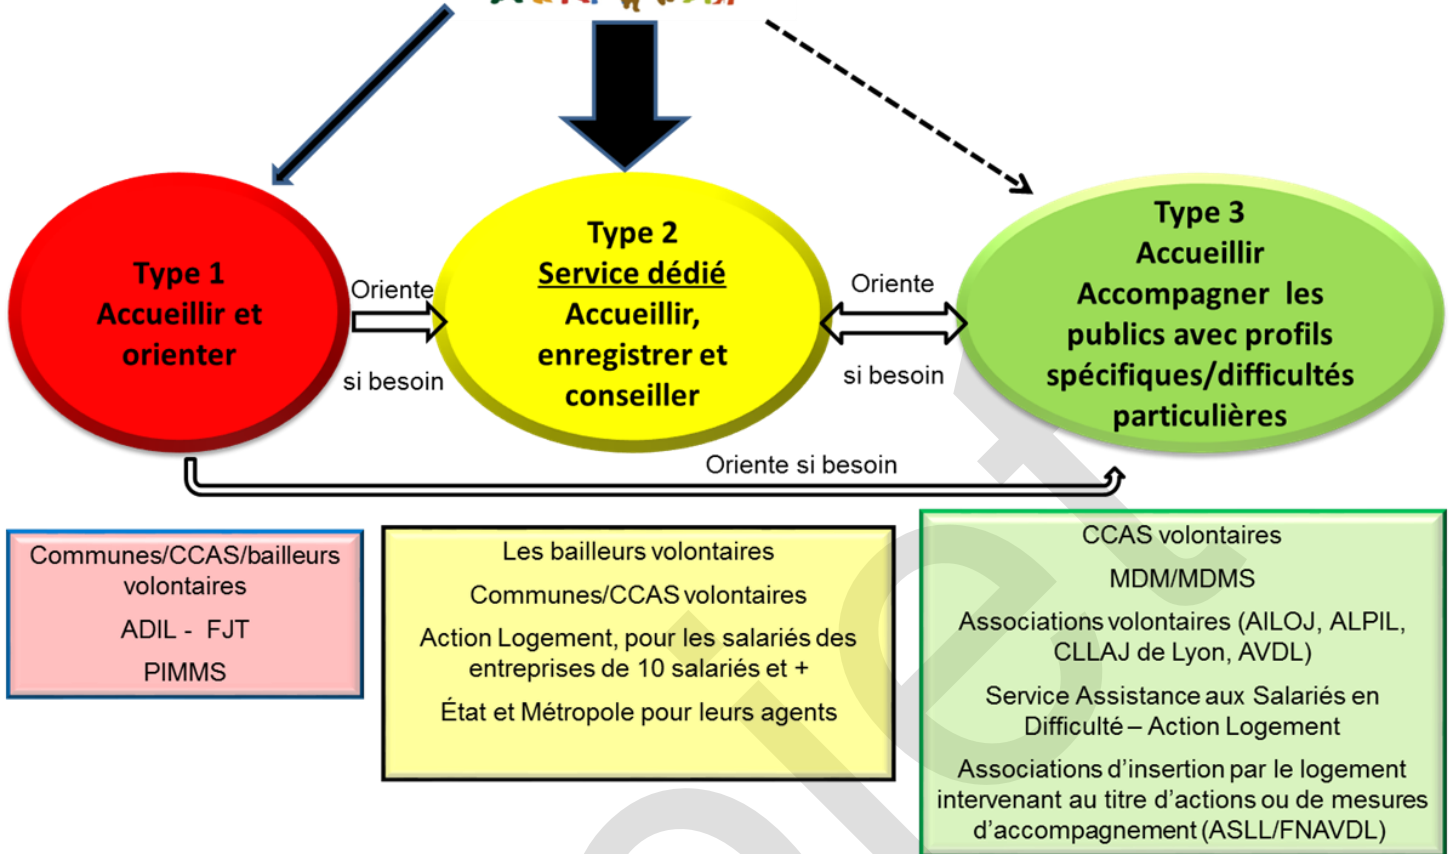 Type 1
Accueillir et
orienter
Oriente
si besoin
Type 2
Service dédié
Accueillir,
enregistrer et
conseiller
Oriente
si besoin
Type 3
Accueillir
Accompagner les
publics avec profils
spécifiques/difficultés
particulières
Oriente si besoin
Communes/CCAS/bailleurs
volontaires
ADIL - FJT
PIMMS
Les bailleurs volontaires
Communes/CCAS volontaires
Action Logement, pour les salariés des
entreprises de 10 salariés et +
État et Métropole pour leurs agents
CCAS volontaires
MDM/MDMS
Associations volontaires (AILOJ, ALPIL,
CLLAJ de Lyon, AVDL)
Service Assistance aux Salariés en
Difficulté – Action Logement
Associations d'insertion par le logement
intervenant au titre d'actions ou de mesures
d'accompagnement (ASLL/FNAVDL)